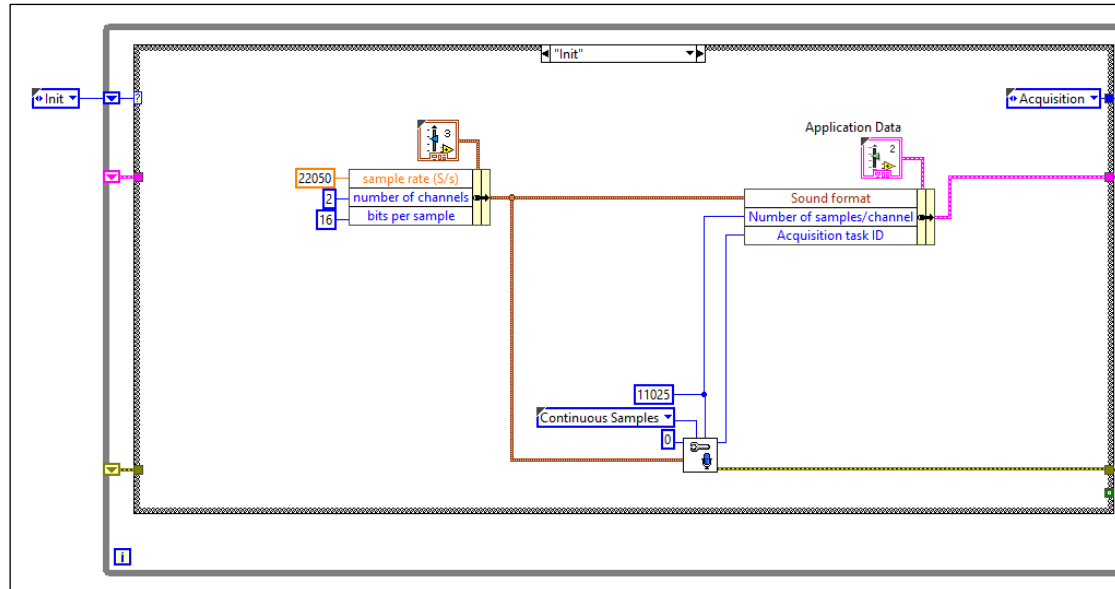 "Init"
Init
?
Acquisition
3
Application Data
2
22050
sample rate (S/s)
2
number of channels
16
bits per sample
Sound format
Number of samples/channel
Acquisition task ID
11025
Continuous Samples
0
i